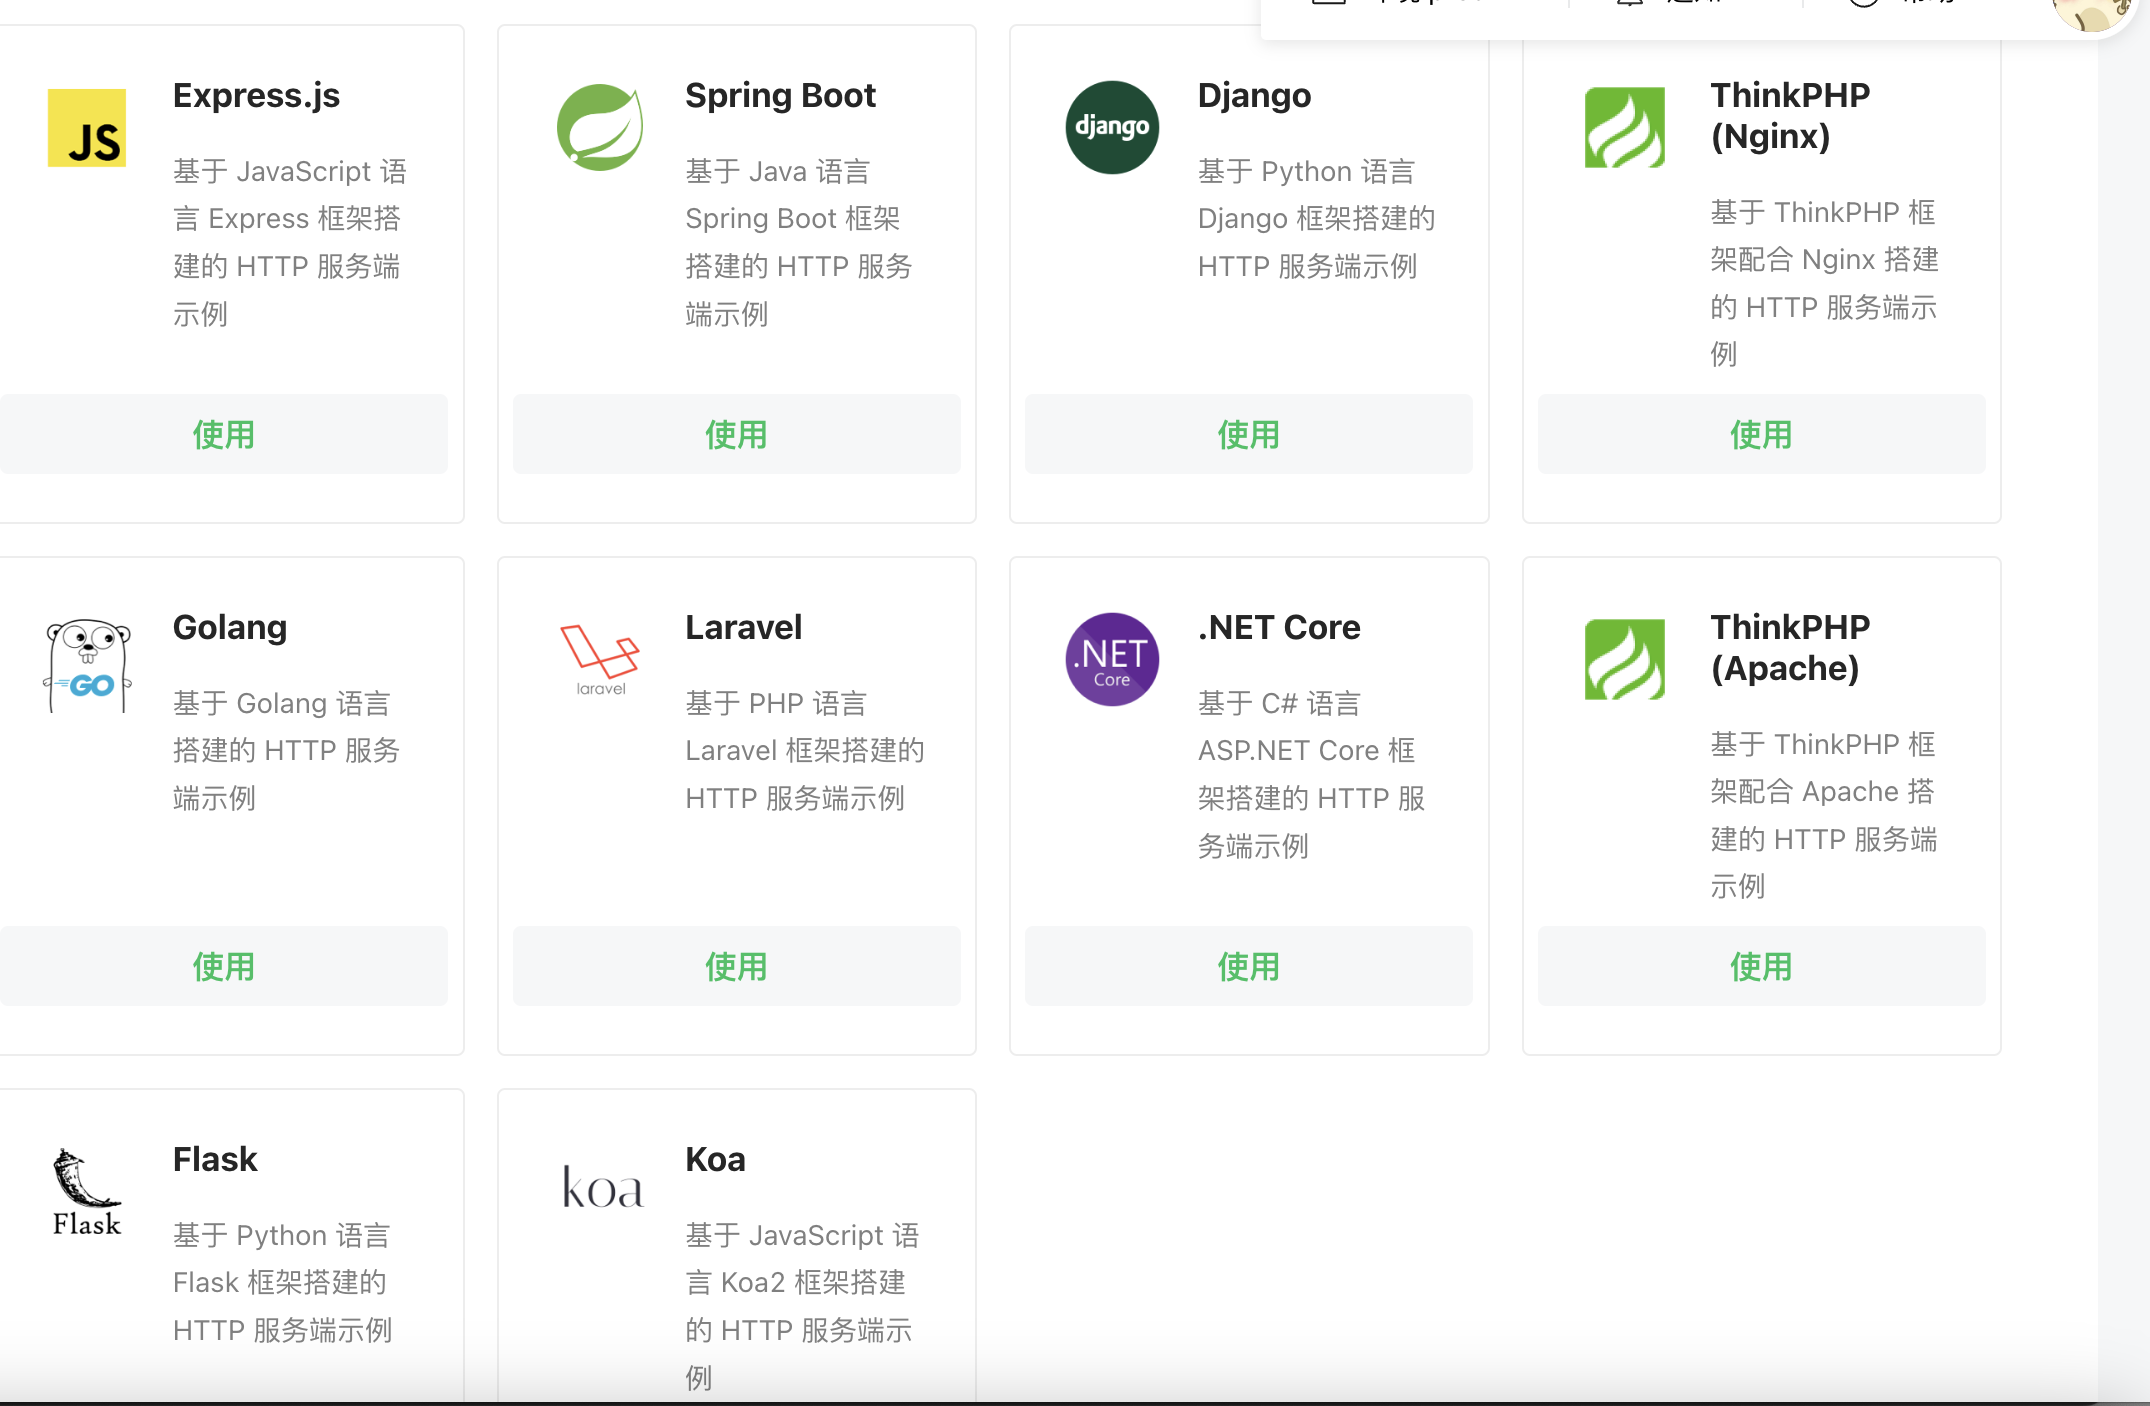 Express.js
JS
基于 JavaScript 语
言 Express 框架搭
建的 HTTP 服务端
示例
使用
Spring Boot
基于 Java 语言
Spring Boot 框架
搭建的 HTTP 服务
端示例
使用
Django
django
基于 Python 语言
Django 框架搭建的
HTTP 服务端示例
使用
ThinkPHP
(Nginx)
基于 ThinkPHP 框
架配合 Nginx 搭建
的 HTTP 服务端示
例
使用
Golang
GO
基于 Golang 语言
搭建的 HTTP 服务
端示例
使用
Laravel
laravel
基于 PHP 语言
Laravel 框架搭建的
HTTP 服务端示例
使用
.NET Core
.NET
Core
基于 C# 语言
ASP.NET Core 框
架搭建的 HTTP 服
务端示例
使用
ThinkPHP
(Apache)
基于 ThinkPHP 框
架配合 Apache 搭
建的 HTTP 服务端
示例
使用
Flask
Flask
基于 Python 语言
Flask 框架搭建的
HTTP 服务端示例
Koa
koa
基于 JavaScript 语
言 Koa2 框架搭建
的 HTTP 服务端示
例